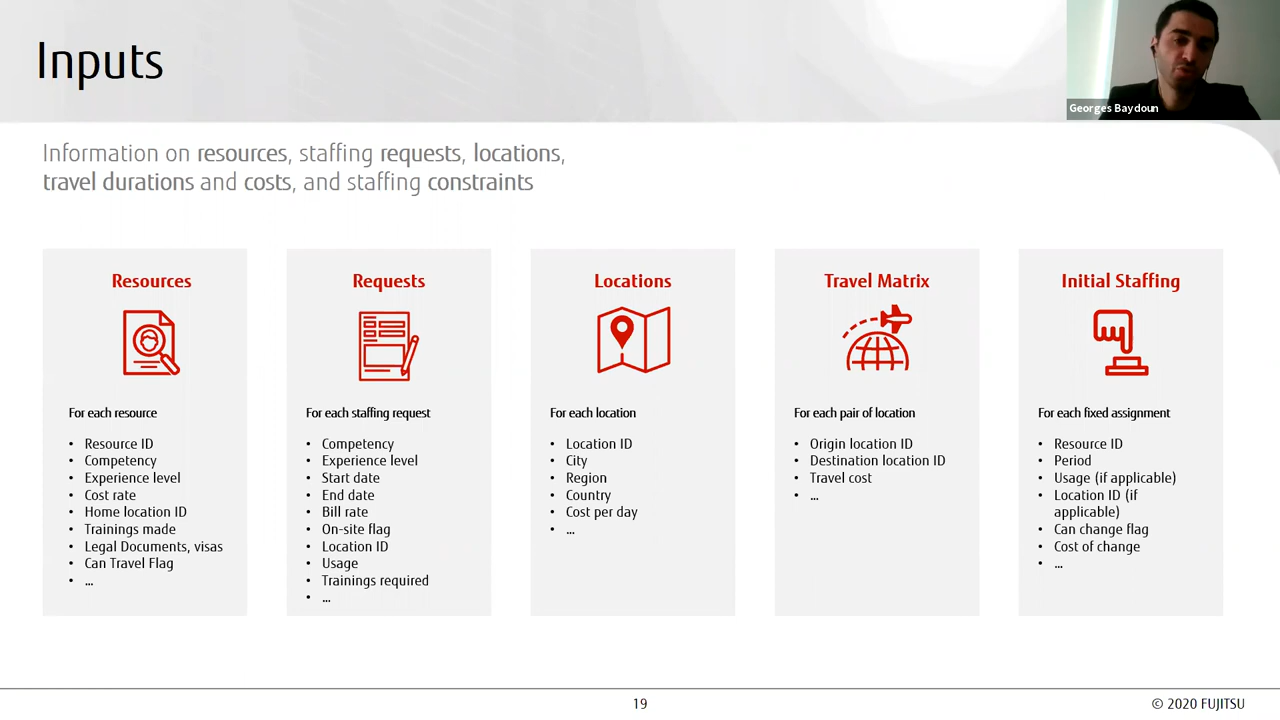 Inputs
Georges Baydoun
Information on resources, staffing requests, locations,
travel durations and costs, and staffing constraints
Resources
For each resource
• Resource ID
• Competency
• Experience level
• Cost rate
• Home location ID
• Trainings made
• Legal Documents, visas
• Can Travel Flag
• ...
Requests
For each staffing request
• Competency
• Experience level
• Start date
• End date
• Bill rate
• On-site flag
• Location ID
• Usage
• Trainings required
• ...
Locations
For each location
• Location ID
• City
• Region
• Country
• Cost per day
• ...
Travel Matrix
For each pair of location
• Origin location ID
• Destination location ID
• Travel cost
• ...
Initial Staffing
For each fixed assignment
• Resource ID
• Period
• Usage (if applicable)
• Location ID (if
applicable)
• Can change flag
• Cost of change
• ...
19
© 2020 FUJITSU